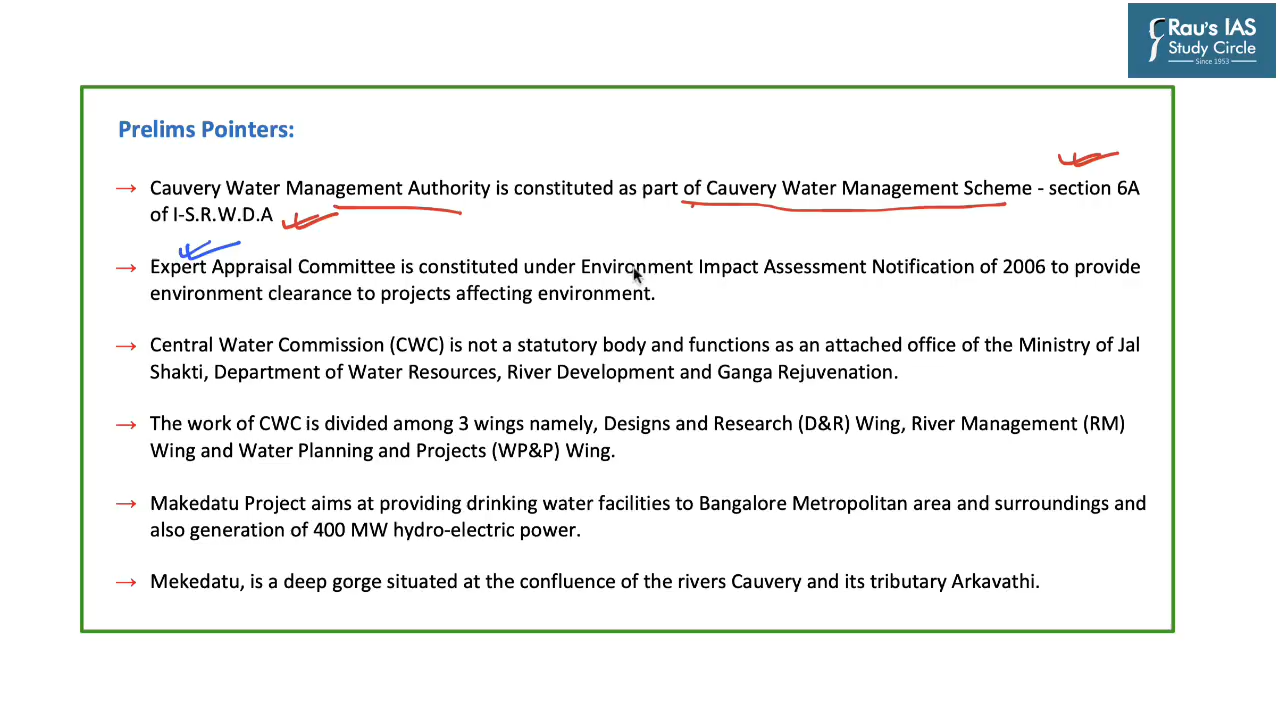 Rau's IAS
Study Circle
Since 1953
Prelims Pointers:
→ Cauvery Water Management Authority is constituted as part of Cauvery Water Management Scheme - section 6A
of I-S.R.W.D.A
→ Expert Appraisal Committee is constituted under Environment Impact Assessment Notification of 2006 to provide
environment clearance to projects affecting environment.
→ Central Water Commission (CWC) is not a statutory body and functions as an attached office of the Ministry of Jal
Shakti, Department of Water Resources, River Development and Ganga Rejuvenation.
→ The work of CWC is divided among 3 wings namely, Designs and Research (D&R) Wing, River Management (RM)
Wing and Water Planning and Projects (WP&P) Wing.
→ Makedatu Project aims at providing drinking water facilities to Bangalore Metropolitan area and surroundings and
also generation of 400 MW hydro-electric power.
→ Mekedatu, is a deep gorge situated at the confluence of the rivers Cauvery and its tributary Arkavathi.